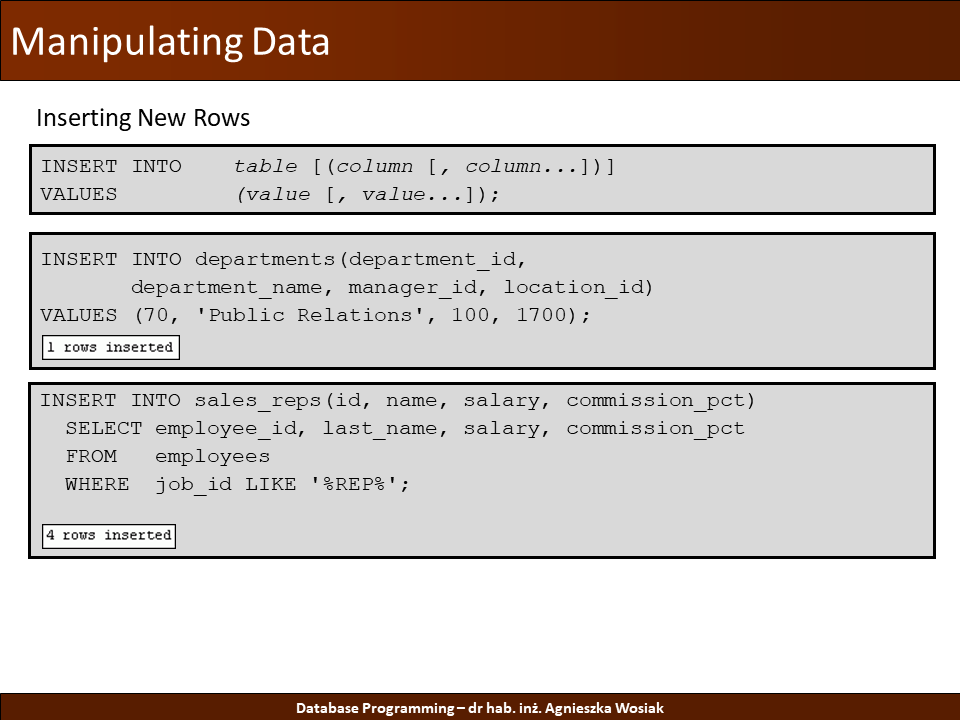 Manipulating Data
Inserting New Rows
INSERT INTO table [(column [, column...])]
VALUES (value [, value...]);
INSERT INTO departments(department_id,
department_name, manager_id, location_id)
VALUES (70, 'Public Relations', 100, 1700);
1 rows inserted
INSERT INTO sales_reps(id, name, salary, commission_pct)
SELECT employee_id, last_name, salary, commission_pct
FROM employees
WHERE job_id LIKE '%REP%';
4 rows inserted
Database Programming – dr hab. inż. Agnieszka Wosiak